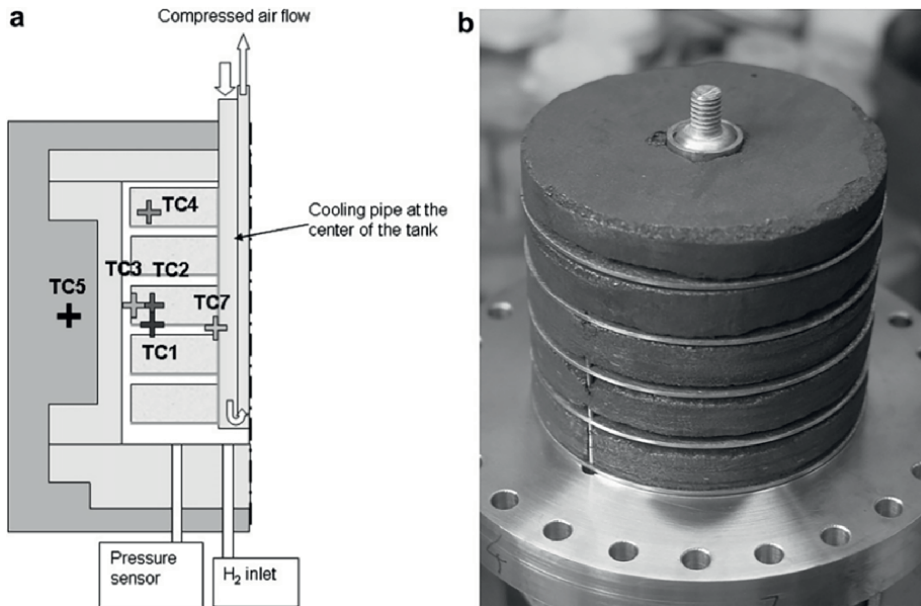 a
Compressed air flow
b
TC4
Cooling pipe at the
center of the tank
TC3 TC2
TC5
TC7
TC1
Pressure
sensor
H₂ inlet